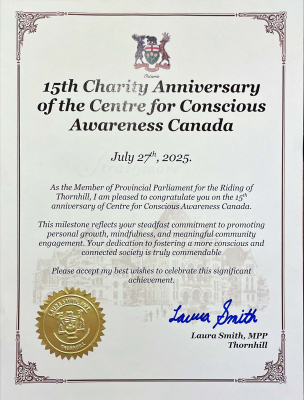 Ontario
15th Charity Anniversary
of the Centre for Conscious
Awareness Canada
July 27th, 2025.
As the Member of Provincial Parliament for the Riding of
Thornhill, I am pleased to congratulate you on the 15th
anniversary of Centre for Conscious Awareness Canada.
This milestone reflects your steadfast commitment to promoting
personal growth, mindfulness, and meaningful community
engagement. Your dedication to fostering a more conscious and
connected society is truly commendable
Please accept my best wishes to celebrate this significant
achievement.
Laura Smith
Laura Smith, MPP
Thornhill